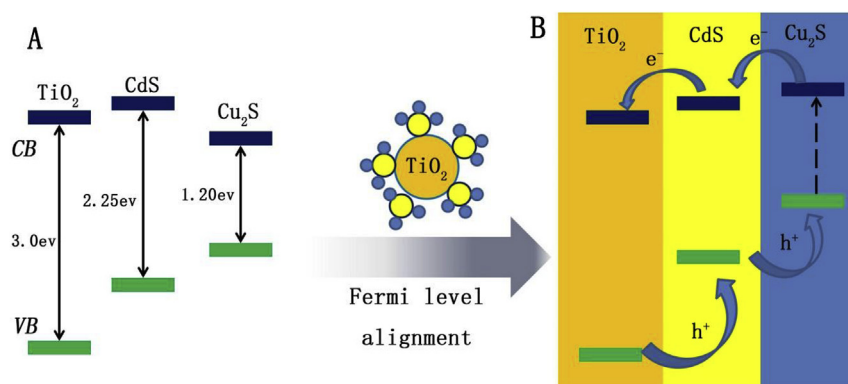 A
TiO₂
CdS
Cu₂S
CB
3.0ev
2.25ev
1.20ev
VB
TiO₂
Fermi level
alignment
B
TiO₂
CdS
Cu₂S
e⁻
e⁻
h⁺
h⁺